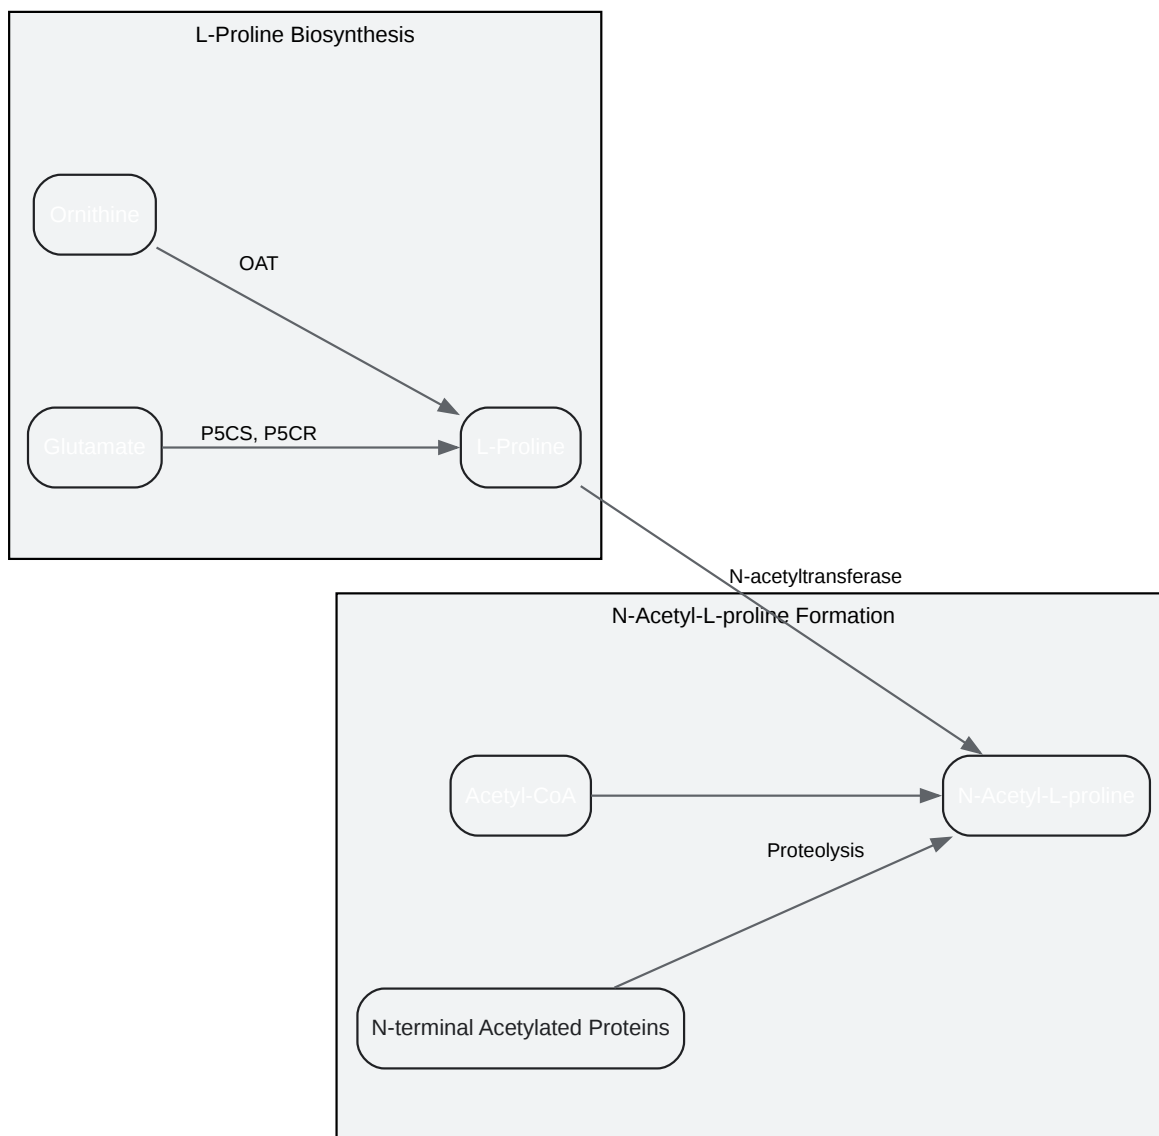 L-Proline Biosynthesis
Ornithine
OAT
Glutamate
P5CS, P5CR
L-Proline
N-acetyltransferase
N-Acetyl-L-proline Formation
Acetyl-CoA
N-Acetyl-L-proline
Proteolysis
N-terminal Acetylated Proteins